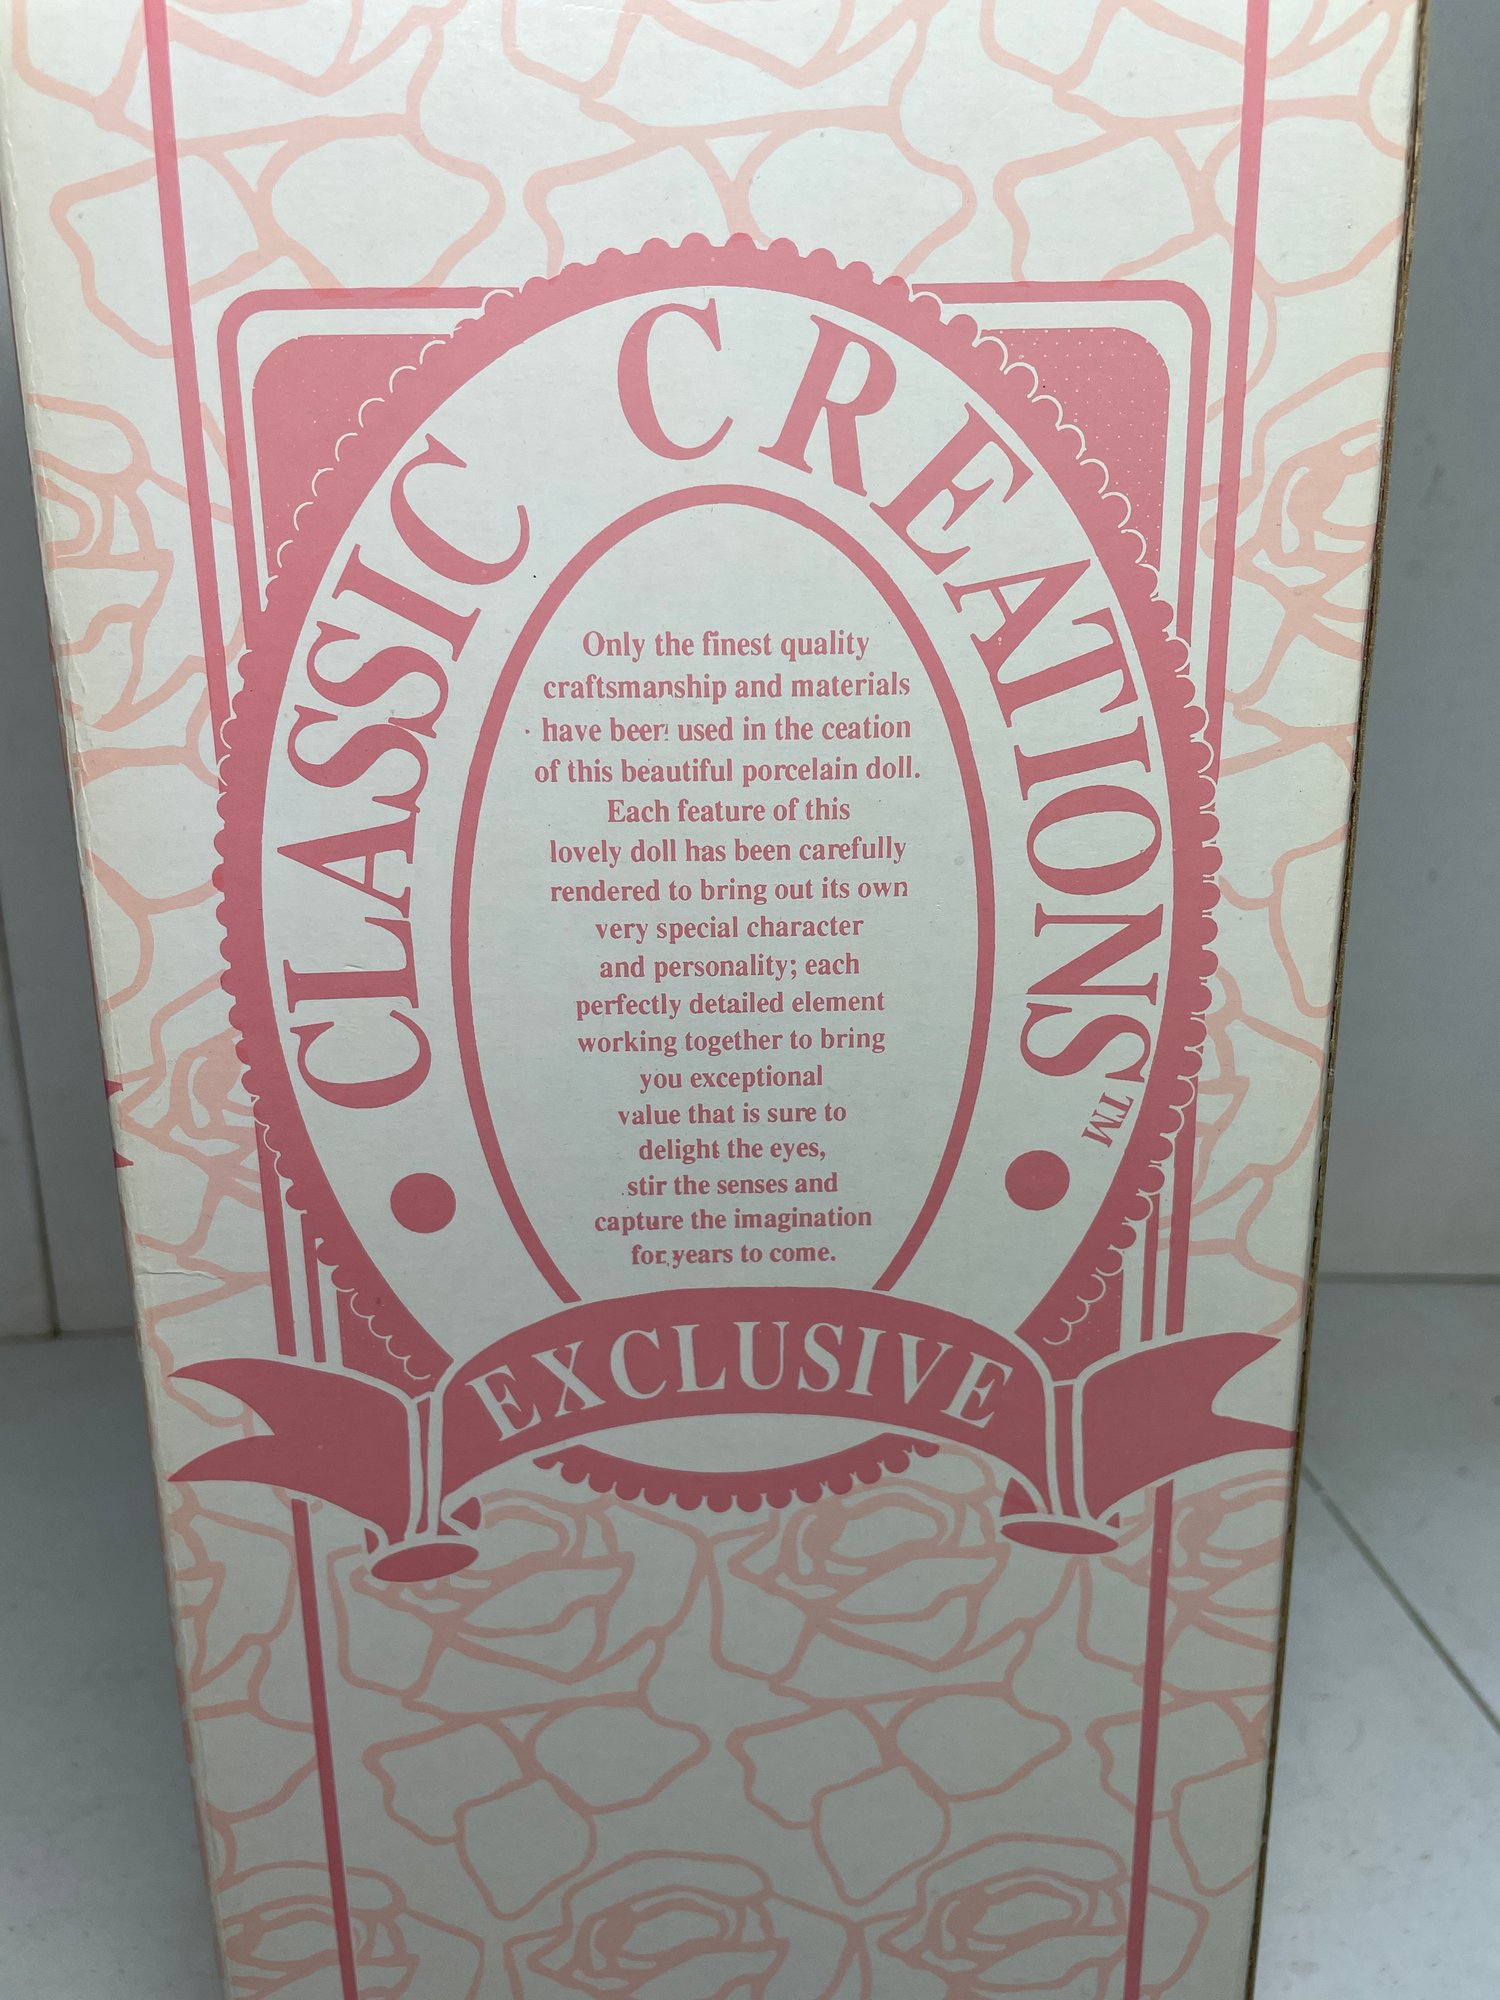 CLASSIC CREATIONS™
Only the finest quality
craftsmanship and materials
have been used in the ceation
of this beautiful porcelain doll.
Each feature of this
lovely doll has been carefully
rendered to bring out its own
very special character
and personality; each
perfectly detailed element
working together to bring
you exceptional
value that is sure to
delight the eyes,
stir the senses and
capture the imagination
for years to come.
EXCLUSIVE